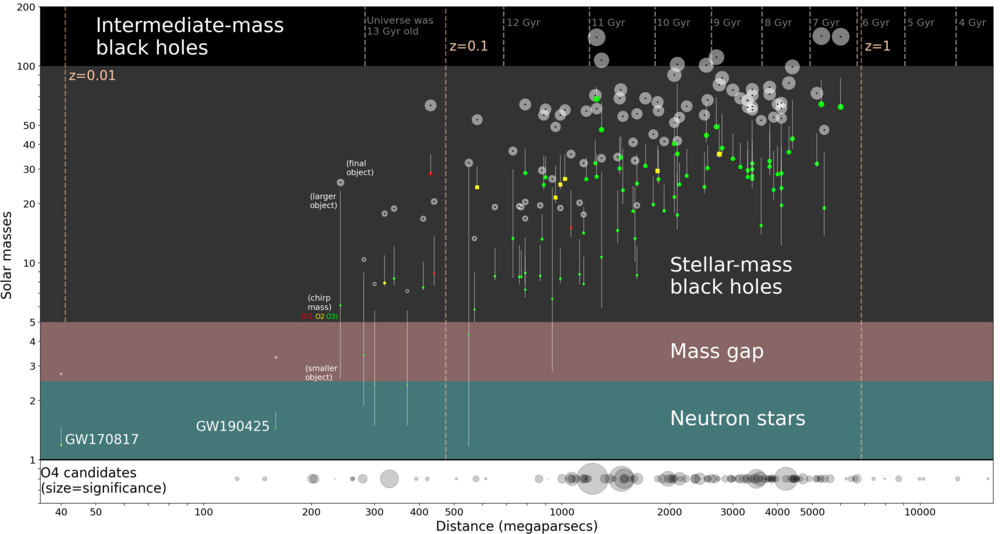 Intermediate-mass
black holes
Universe was
13 Gyr old
12 Gyr
11 Gyr
10 Gyr
9 Gyr
8 Gyr
7 Gyr
6 Gyr
5 Gyr
4 Gyr
z=0.01
z=0.1
z=1
(final
object)
(larger
object)
(chirp
mass)
(O1 O2 O3)
(smaller
object)
Stellar-mass
black holes
Mass gap
Neutron stars
GW170817
GW190425
O4 candidates
(size=significance)
Solar masses
200
100
50
40
30
20
10
5
4
3
2
1
40 50 100 200 300 400 500 1000 2000 3000 4000 5000 10000
Distance (megaparsecs)